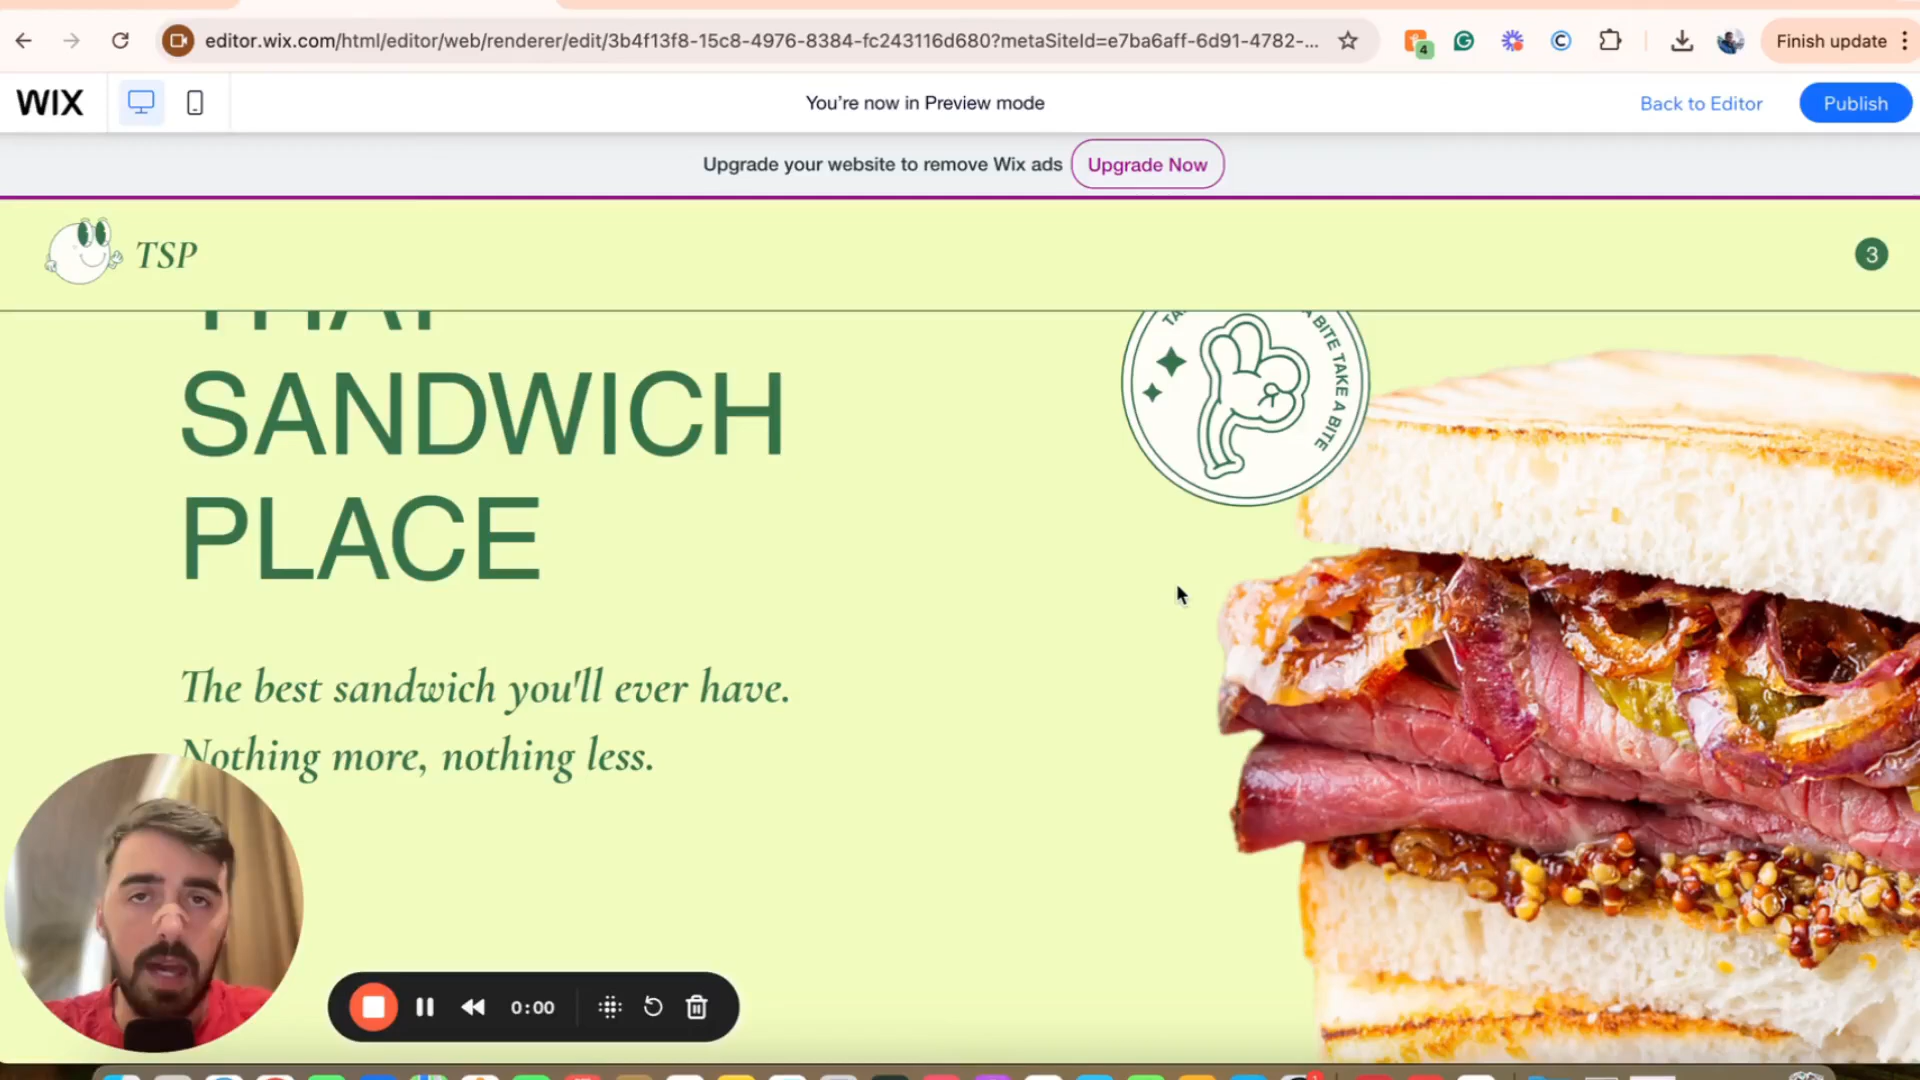 editor.wix.com/html/editor/web/renderer/edit/3b4f13f8-15c8-4976-8384-fc243116d680?metaSiteId=e7ba6aff-6d91-4782-...
4
Finish update
WIX
You're now in Preview mode
Back to Editor
Publish
Upgrade your website to remove Wix ads
Upgrade Now
TSP
3
THAT
SANDWICH
PLACE
A BITE TAKE A BITE
The best sandwich you'll ever have.
Nothing more, nothing less.
0:00